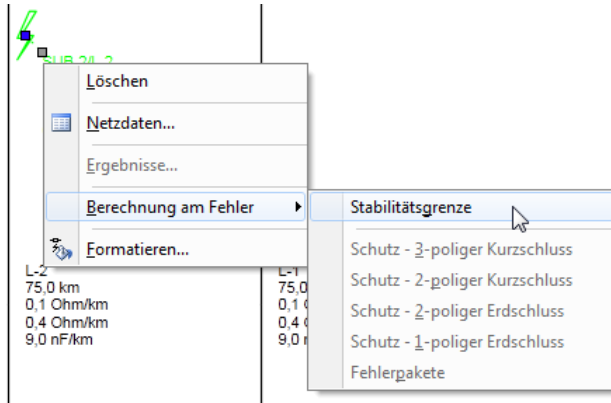 SUB 2/L-2
Löschen
Netzdaten...
Ergebnisse...
Berechnung am Fehler
Formatieren...
Stabilitätsgrenze
Schutz - 3-poliger Kurzschluss
Schutz - 2-poliger Kurzschluss
Schutz - 2-poliger Erdschluss
Schutz - 1-poliger Erdschluss
Fehlerpakete
L-2
75,0 km
0,1 Ohm/km
0,4 Ohm/km
9,0 nF/km
L-1
75,0
0,1
0,4
9,0